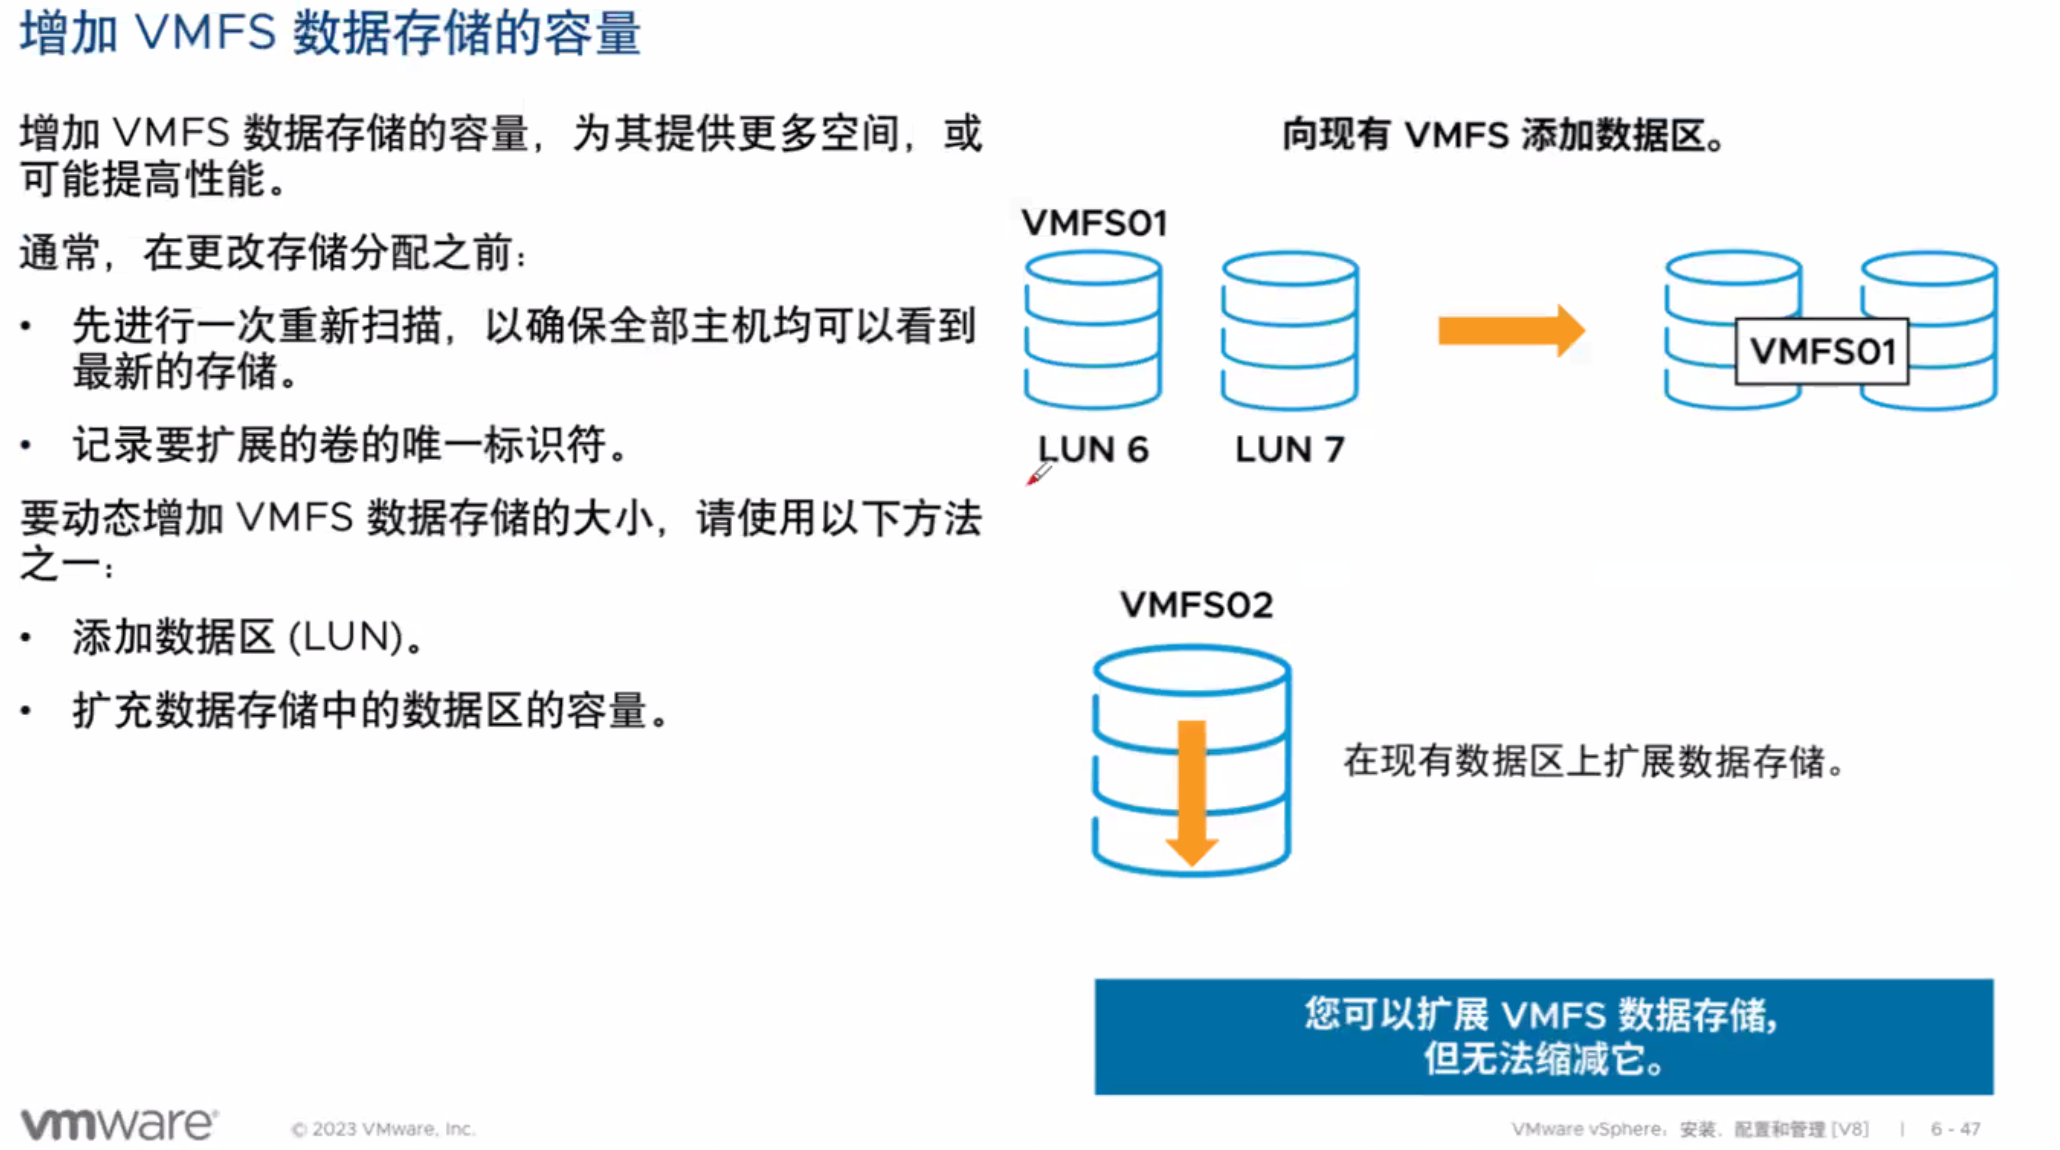 增加 VMFS 数据存储的容量
增加 VMFS 数据存储的容量，为其提供更多空间，或
可能提高性能。
通常，在更改存储分配之前：
• 先进行一次重新扫描，以确保全部主机均可以看到
最新的存储。
• 记录要扩展的卷的唯一标识符。
要动态增加 VMFS 数据存储的大小，请使用以下方法
之一：
• 添加数据区 (LUN)。
• 扩充数据存储中的数据区的容量。
向现有 VMFS 添加数据区。
VMFS01
VMFS01
LUN 6
LUN 7
VMFS02
在现有数据区上扩展数据存储。
您可以扩展 VMFS 数据存储,
但无法缩减它。
vmware®
© 2023 VMware, Inc.
VMware vSphere：安装、配置和管理 [V8] | 6 - 47